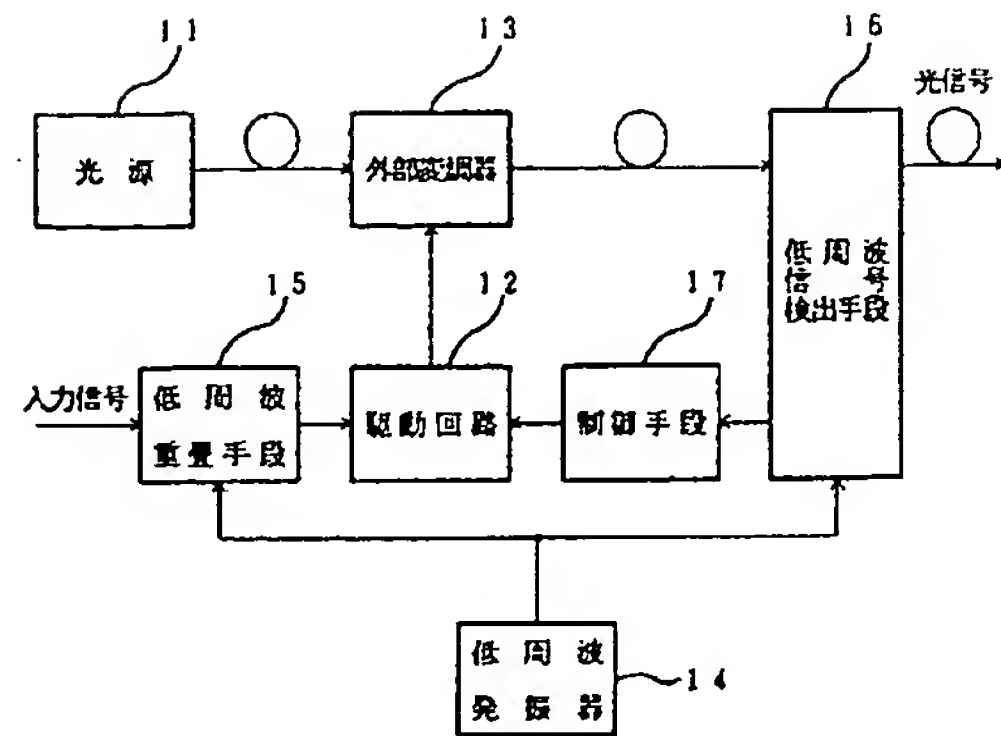 11
13
16
光信号
光源
外部変調器
低周波
信号
検出手段
15
12
17
入力信号
低周波
重畳手段
駆動回路
制御手段
低周波
発振器
14